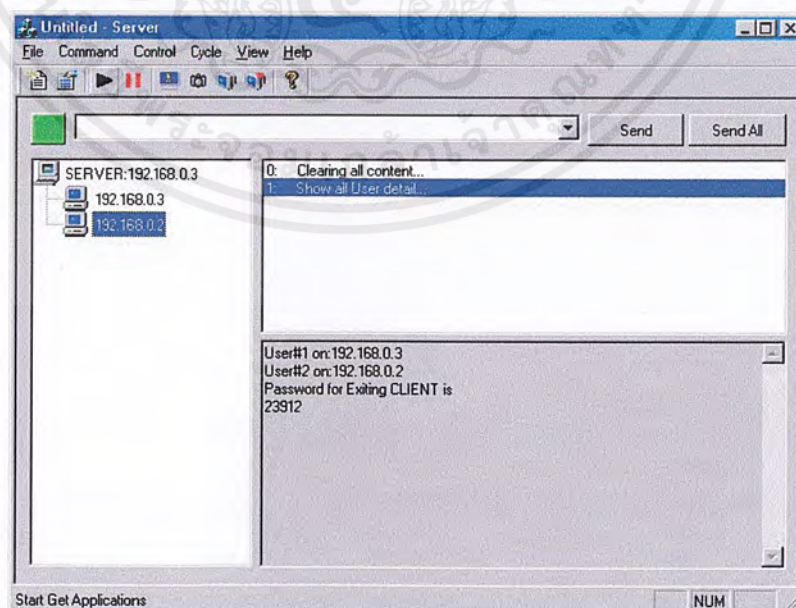 Untitled - Server
File Command Control Cycle View Help
Send
Send All
SERVER:192.168.0.3
192.168.0.3
192.168.0.2
0: Clearing all content...
1: Show all User detail...
User#1 on:192.168.0.3
User#2 on:192.168.0.2
Password for Exiting CLIENT is
23912
Start Get Applications
NUM